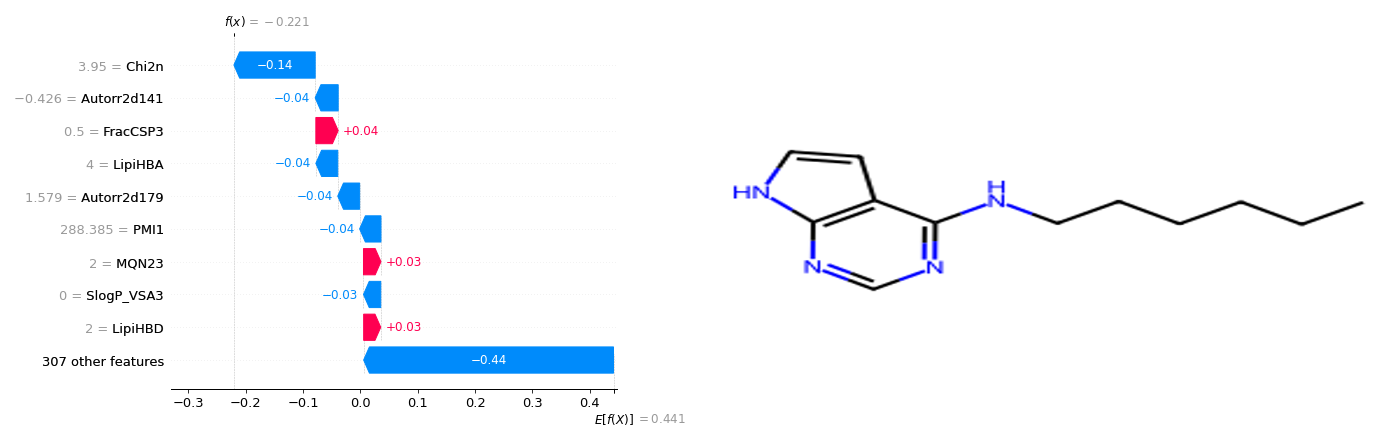 f(x) = −0.221
3.95 = Chi2n −0.14
−0.426 = Autorr2d141 −0.04
0.5 = FracCSP3 +0.04
4 = LipiHBA −0.04
1.579 = Autorr2d179 −0.04
288.385 = PMI1 −0.04
2 = MQN23 +0.03
0 = SlogP_VSA3 −0.03
2 = LipiHBD +0.03
307 other features −0.44
−0.3 −0.2 −0.1 0.0 0.1 0.2 0.3 0.4
E[f(X)] = 0.441
H
HN N
N N